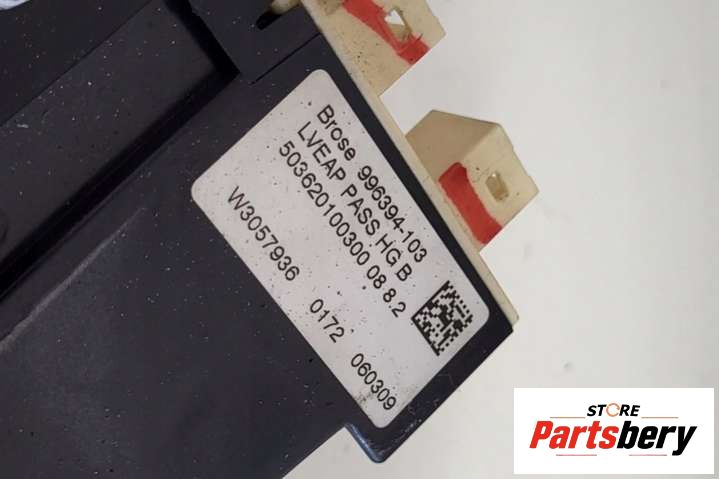 Brose 996394-103
LVEAP PASS HG B
503620100300 08 8.2
W3057936 0172 060309
STORE
Partsbery